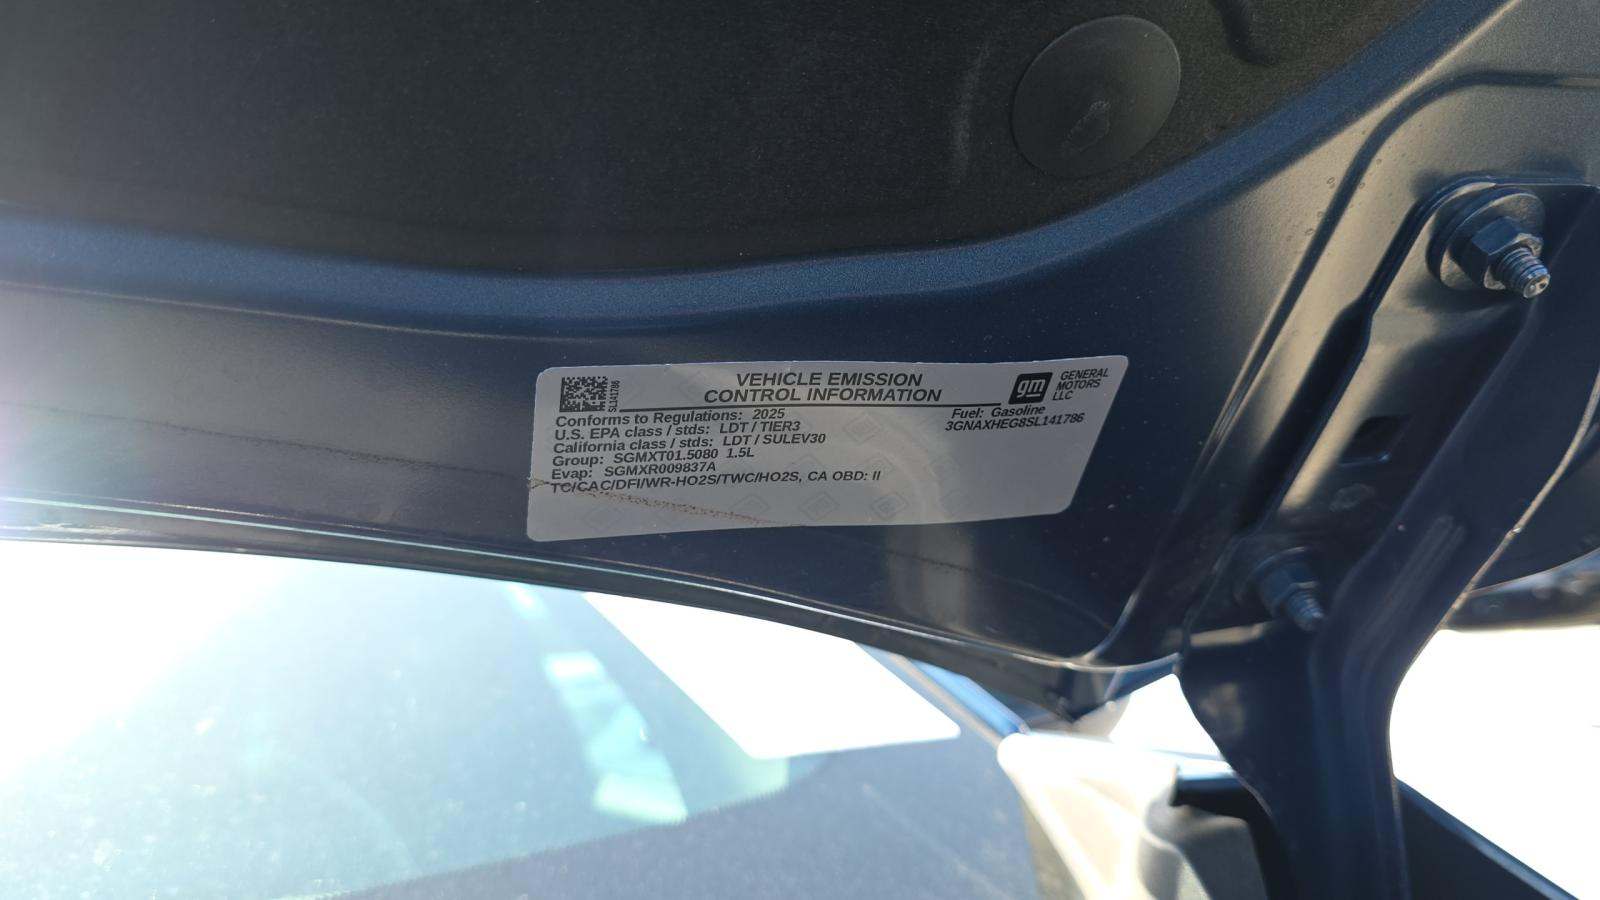 SL141786
VEHICLE EMISSION
CONTROL INFORMATION
gm
GENERAL
MOTORS
LLC
Conforms to Regulations: 2025
U.S. EPA class / stds: LDT / TIER3
California class / stds: LDT / SULEV30
Group: SGMXT01.5080 1.5L
Evap: SGMXR009837A
TC/CAC/DFI/WR-HO2S/TWC/HO2S, CA OBD: II
Fuel: Gasoline
3GNAXHEG8SL141786